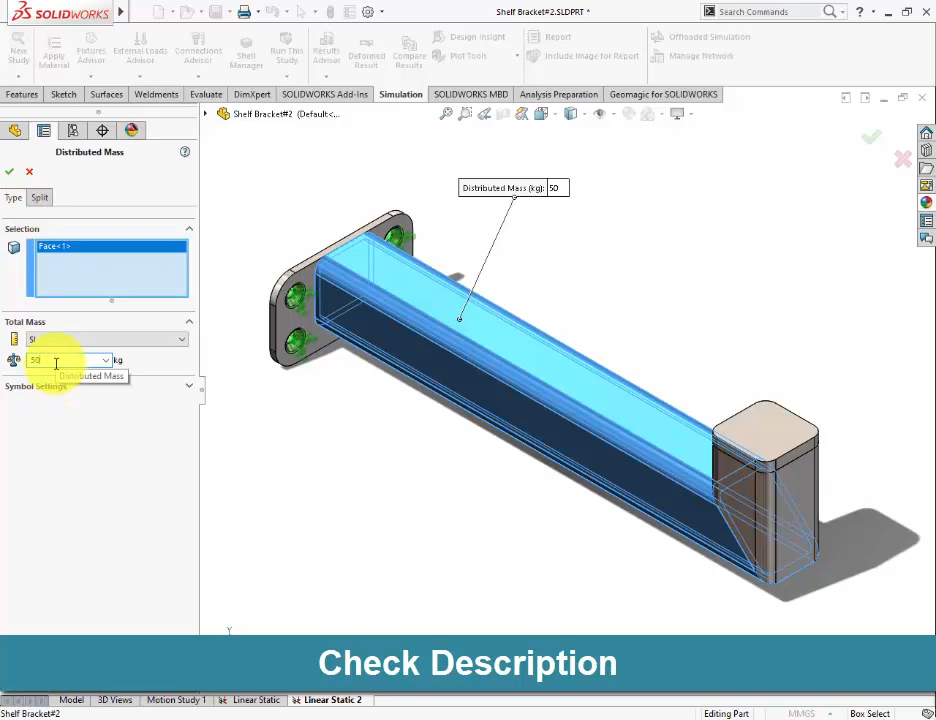 SOLIDWORKS
Shelf Bracket#2.SLDPRT *
Search Commands
?
New Study
Apply Material
Fixtures Advisor
External Loads Advisor
Connections Advisor
Shell Manager
Run This Study
Results Advisor
Deformed Result
Compare Results
Design Insight
Plot Tools
Report
Include Image for Report
Offloaded Simulation
Manage Network
Features
Sketch
Surfaces
Weldments
Evaluate
DimXpert
SOLIDWORKS Add-Ins
Simulation
SOLIDWORKS MBD
Analysis Preparation
Geomagic for SOLIDWORKS
Shelf Bracket#2 (Default<...
Distributed Mass
?
Type
Split
Selection
Face<1>
Total Mass
SI
50
kg
Distributed Mass
Symbol Settings
Distributed Mass (kg): 50
Y
Check Description
Model
3D Views
Motion Study 1
Linear Static
Linear Static 2
Shelf Bracket#2
Editing Part
MMGS
Box Select